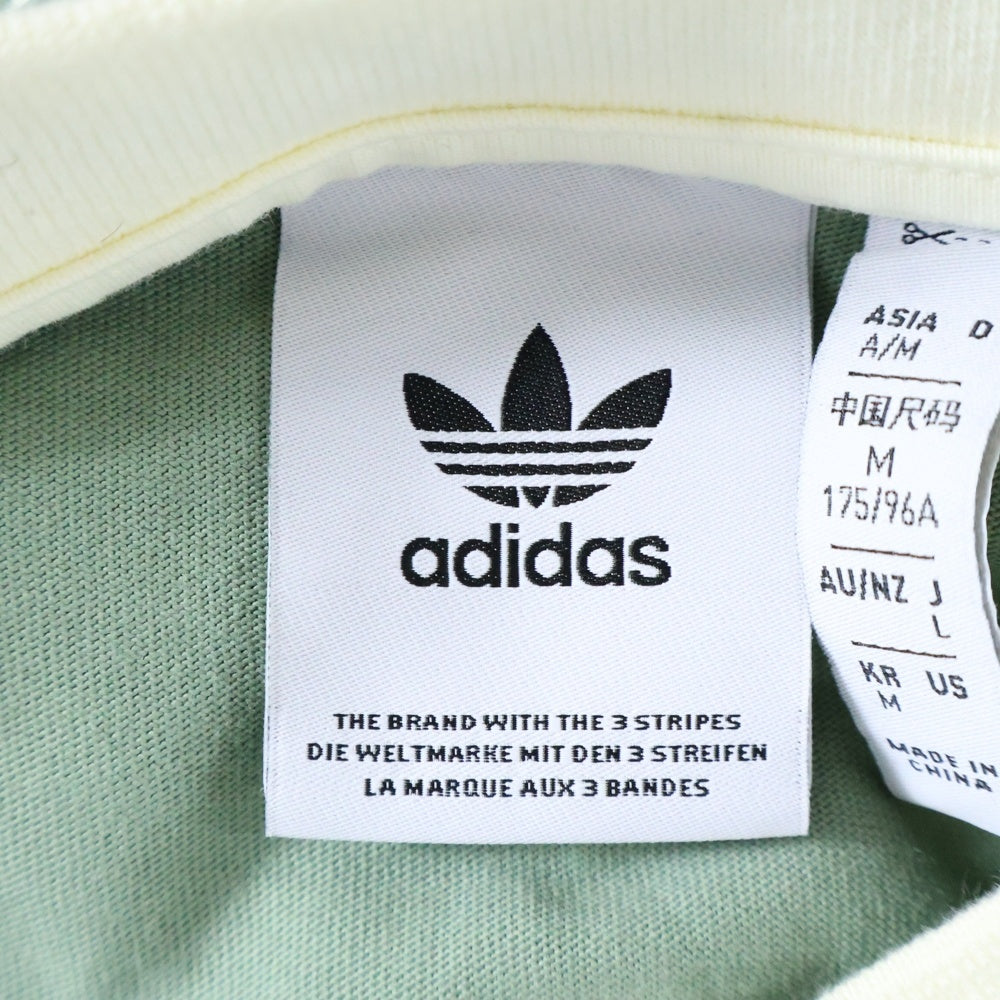 adidas
THE BRAND WITH THE 3 STRIPES
DIE WELTMARKE MIT DEN 3 STREIFEN
LA MARQUE AUX 3 BANDES
ASIA D
A/M
中国尺码
M
175/96A
AU/NZ J
L
KR US
M
MADE IN
CHINA